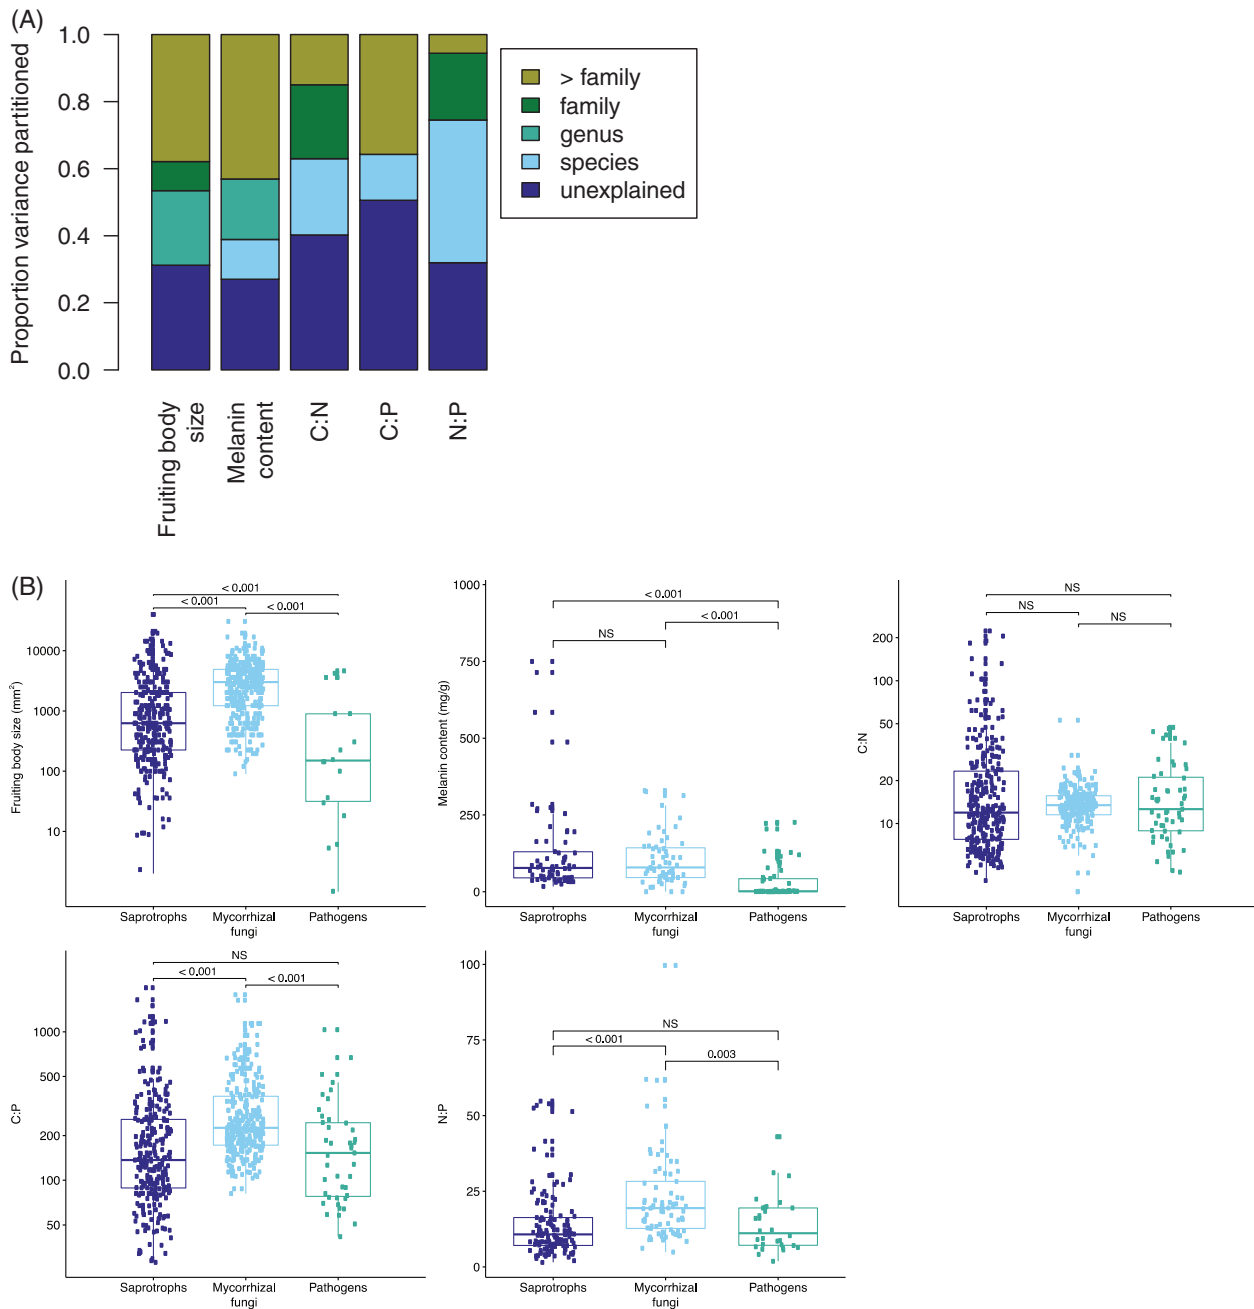 (A)
Proportion variance partitioned
1.0
0.8
0.6
0.4
0.2
0.0
> family
family
genus
species
unexplained
Fruiting body
size
Melanin
content
C:N
C:P
N:P
(B)
Fruiting body size (mm²)
10000
1000
100
10
< 0.001
< 0.001
< 0.001
Saprotrophs
Mycorrhizal
fungi
Pathogens
Melanin content (mg/g)
1000
750
500
250
0
< 0.001
< 0.001
NS
Saprotrophs
Mycorrhizal
fungi
Pathogens
C:N
200
100
50
20
10
NS
NS
NS
Saprotrophs
Mycorrhizal
fungi
Pathogens
C:P
1000
500
200
100
50
NS
< 0.001
< 0.001
Saprotrophs
Mycorrhizal
fungi
Pathogens
N:P
100
75
50
25
0
NS
< 0.001
0.003
Saprotrophs
Mycorrhizal
fungi
Pathogens